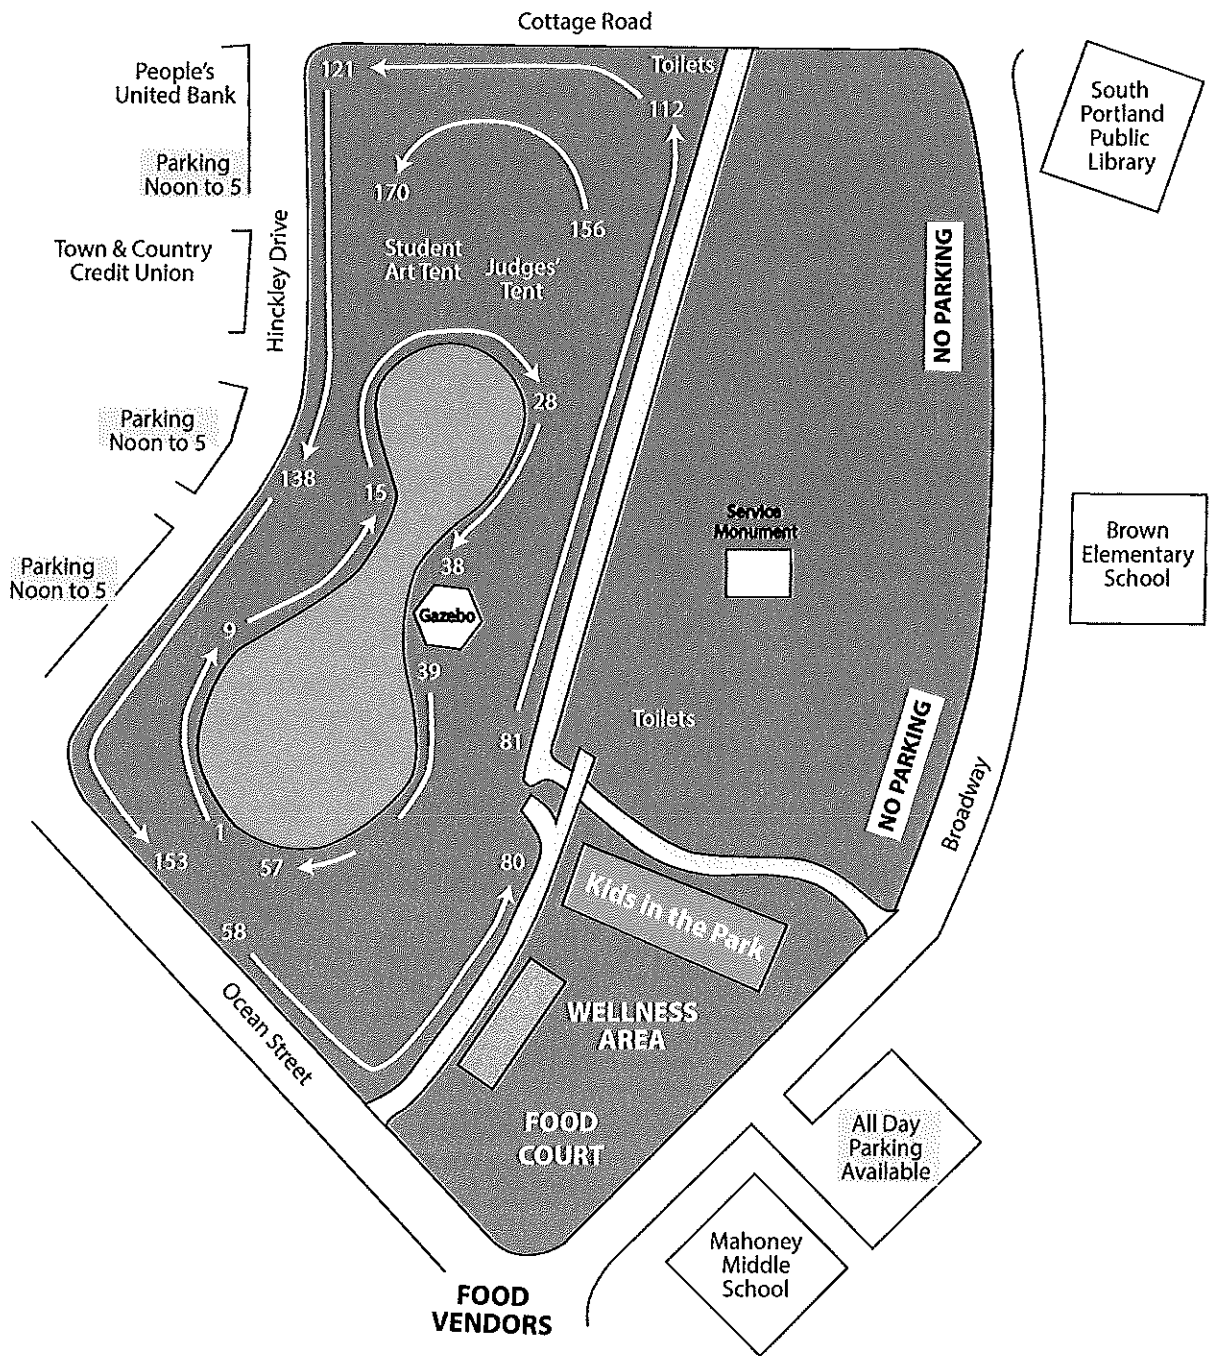 Cottage Road
People's
United Bank
Parking
Noon to 5
Town & Country
Credit Union
Hinckley Drive
Parking
Noon to 5
Parking
Noon to 5
121
Toilets
112
170
156
Student
Art Tent
Judges'
Tent
28
138
15
38
Gazebo
9
39
81
1
153
57
80
58
Ocean Street
Service
Monument
Toilets
NO PARKING
NO PARKING
Broadway
South
Portland
Public
Library
Brown
Elementary
School
Kids in the Park
WELLNESS
AREA
FOOD
COURT
All Day
Parking
Available
Mahoney
Middle
School
FOOD
VENDORS